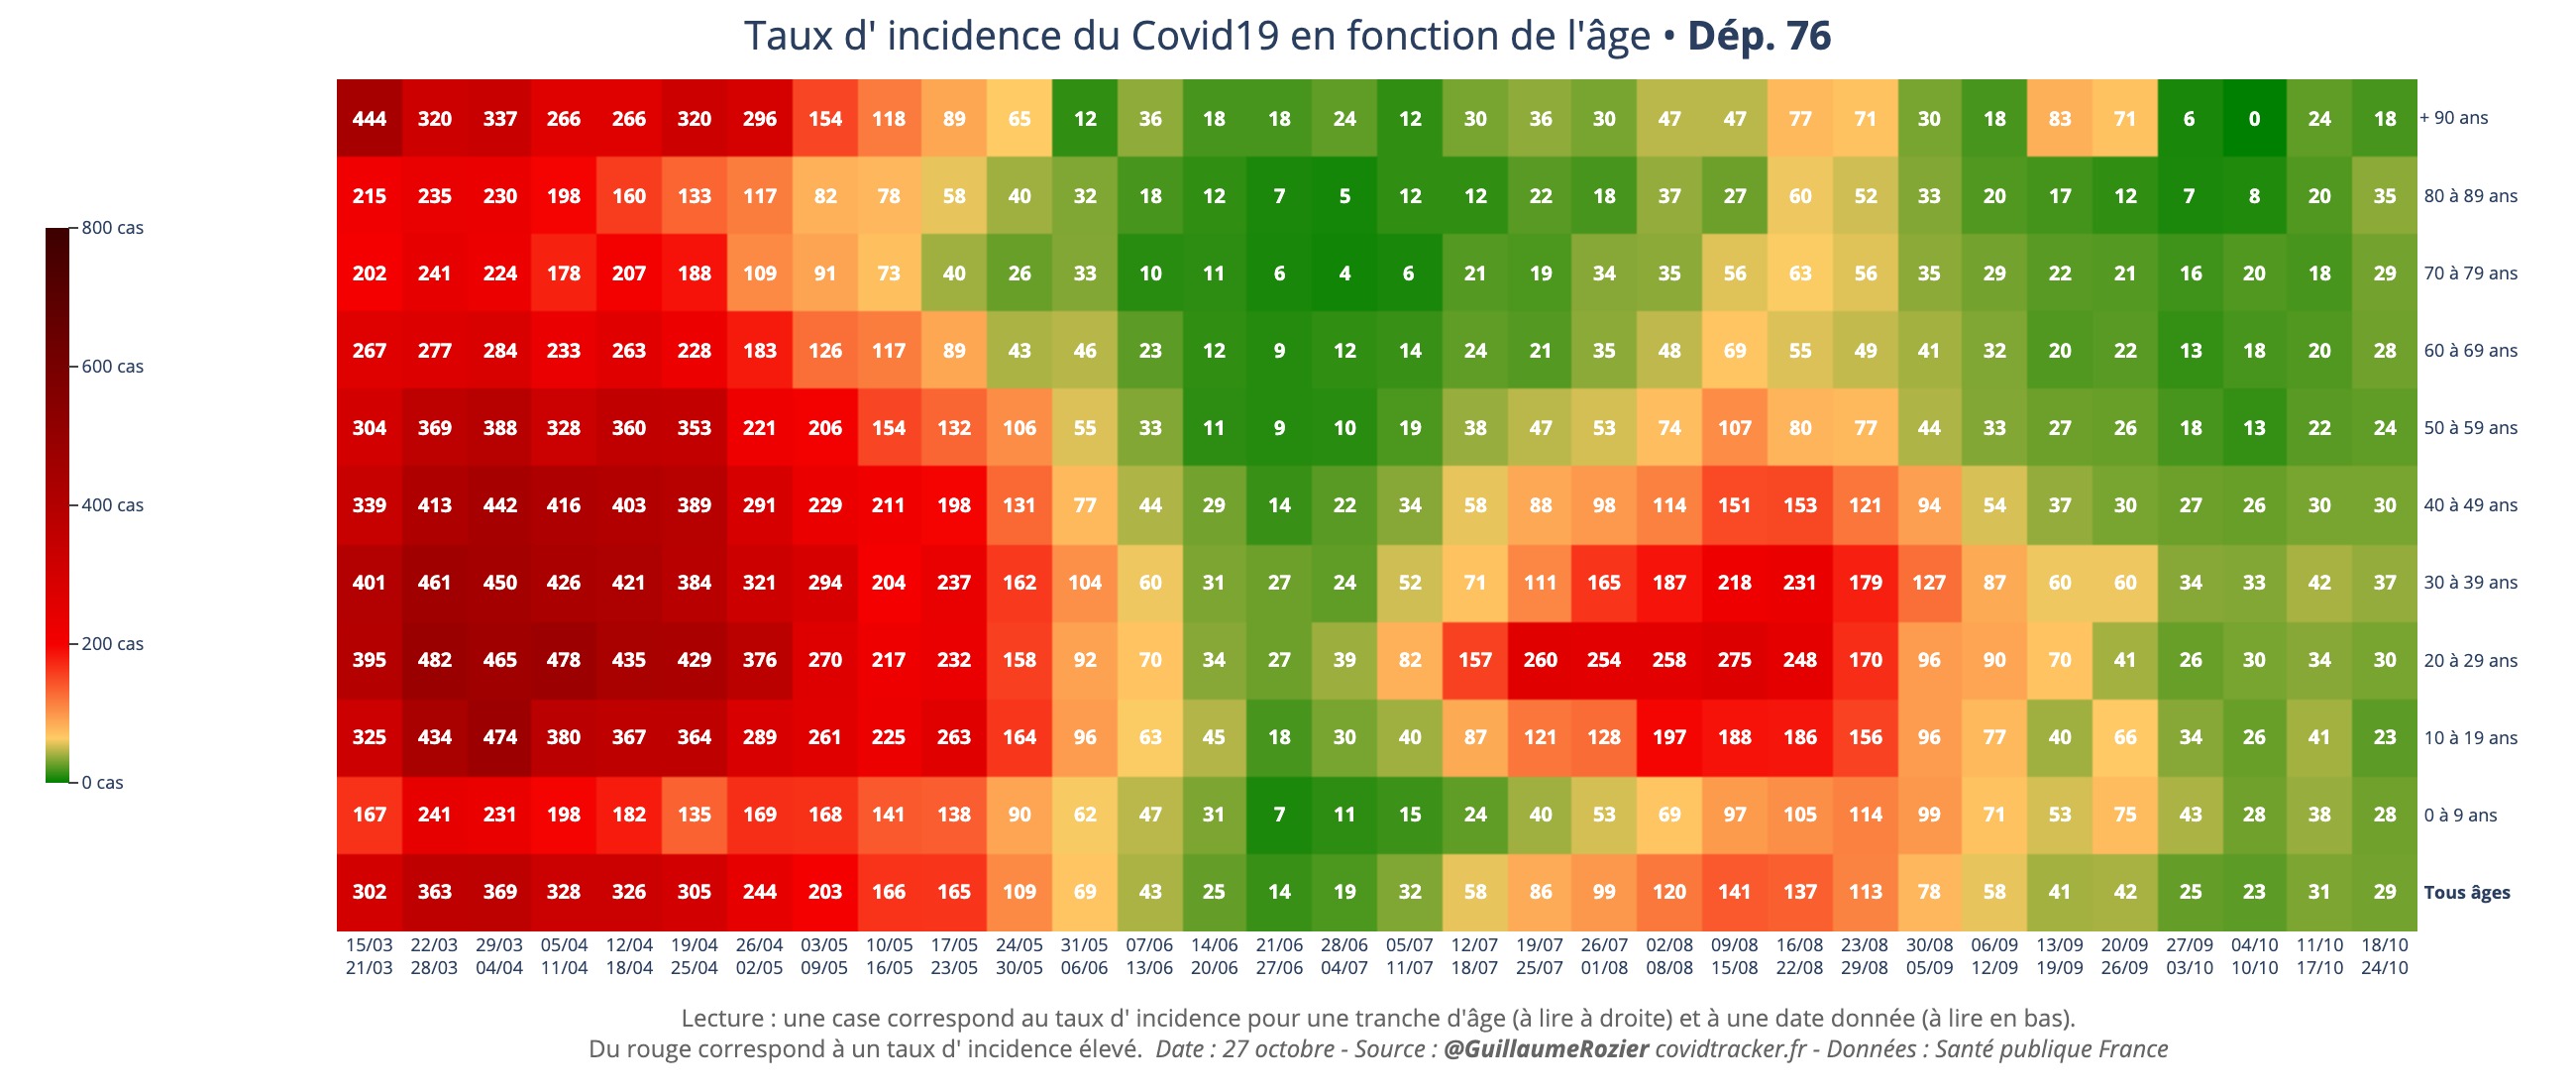 Taux d' incidence du Covid19 en fonction de l'âge • Dép. 76
800 cas
600 cas
400 cas
200 cas
0 cas
444 320 337 266 266 320 296 154 118 89 65 12 36 18 18 24 12 30 36 30 47 47 77 71 30 18 83 71 6 0 24 18 + 90 ans
215 235 230 198 160 133 117 82 78 58 40 32 18 12 7 5 12 12 22 18 37 27 60 52 33 20 17 12 7 8 20 35 80 à 89 ans
202 241 224 178 207 188 109 91 73 40 26 33 10 11 6 4 6 21 19 34 35 56 63 56 35 29 22 21 16 20 18 29 70 à 79 ans
267 277 284 233 263 228 183 126 117 89 43 46 23 12 9 12 14 24 21 35 48 69 55 49 41 32 20 22 13 18 20 28 60 à 69 ans
304 369 388 328 360 353 221 206 154 132 106 55 33 11 9 10 19 38 47 53 74 107 80 77 44 33 27 26 18 13 22 24 50 à 59 ans
339 413 442 416 403 389 291 229 211 198 131 77 44 29 14 22 34 58 88 98 114 151 153 121 94 54 37 30 27 26 30 30 40 à 49 ans
401 461 450 426 421 384 321 294 204 237 162 104 60 31 27 24 52 71 111 165 187 218 231 179 127 87 60 60 34 33 42 37 30 à 39 ans
395 482 465 478 435 429 376 270 217 232 158 92 70 34 27 39 82 157 260 254 258 275 248 170 96 90 70 41 26 30 34 30 20 à 29 ans
325 434 474 380 367 364 289 261 225 263 164 96 63 45 18 30 40 87 121 128 197 188 186 156 96 77 40 66 34 26 41 23 10 à 19 ans
167 241 231 198 182 135 169 168 141 138 90 62 47 31 7 11 15 24 40 53 69 97 105 114 99 71 53 75 43 28 38 28 0 à 9 ans
302 363 369 328 326 305 244 203 166 165 109 69 43 25 14 19 32 58 86 99 120 141 137 113 78 58 41 42 25 23 31 29 Tous âges
15/03 22/03 29/03 05/04 12/04 19/04 26/04 03/05 10/05 17/05 24/05 31/05 07/06 14/06 21/06 28/06 05/07 12/07 19/07 26/07 02/08 09/08 16/08 23/08 30/08 06/09 13/09 20/09 27/09 04/10 11/10 18/10
21/03 28/03 04/04 11/04 18/04 25/04 02/05 09/05 16/05 23/05 30/05 06/06 13/06 20/06 27/06 04/07 11/07 18/07 25/07 01/08 08/08 15/08 22/08 29/08 05/09 12/09 19/09 26/09 03/10 10/10 17/10 24/10
Lecture : une case correspond au taux d' incidence pour une tranche d'âge (à lire à droite) et à une date donnée (à lire en bas).
Du rouge correspond à un taux d' incidence élevé. Date : 27 octobre - Source : @GuillaumeRozier covidtracker.fr - Données : Santé publique France